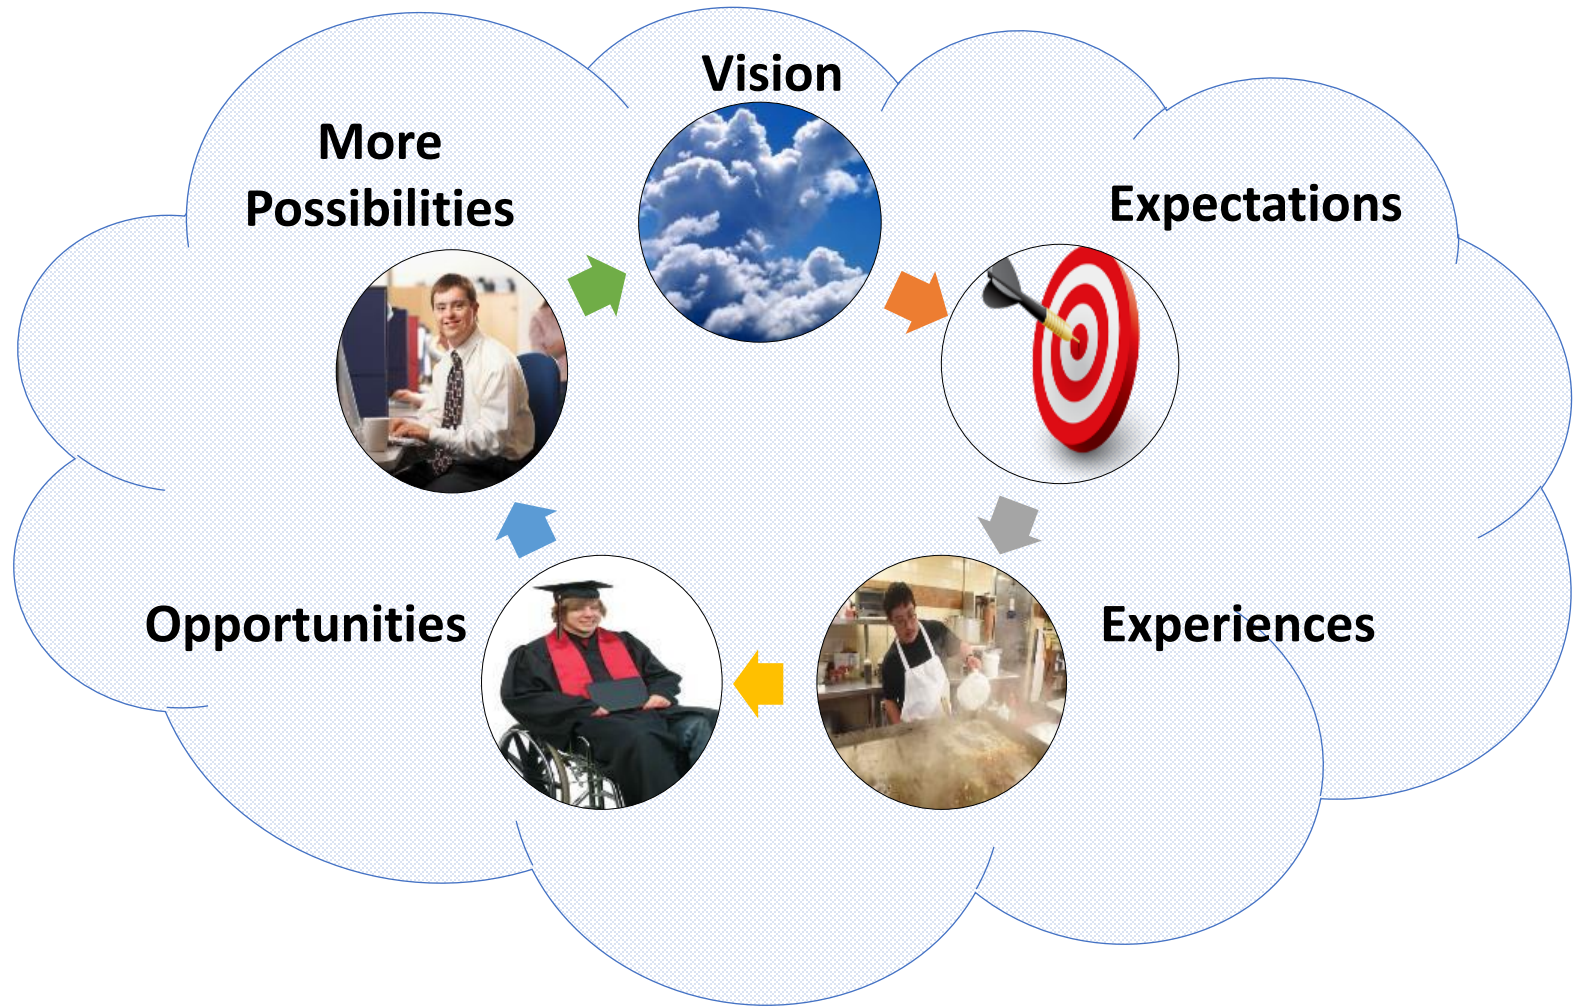 Vision
More
Possibilities
Expectations
Opportunities
Experiences